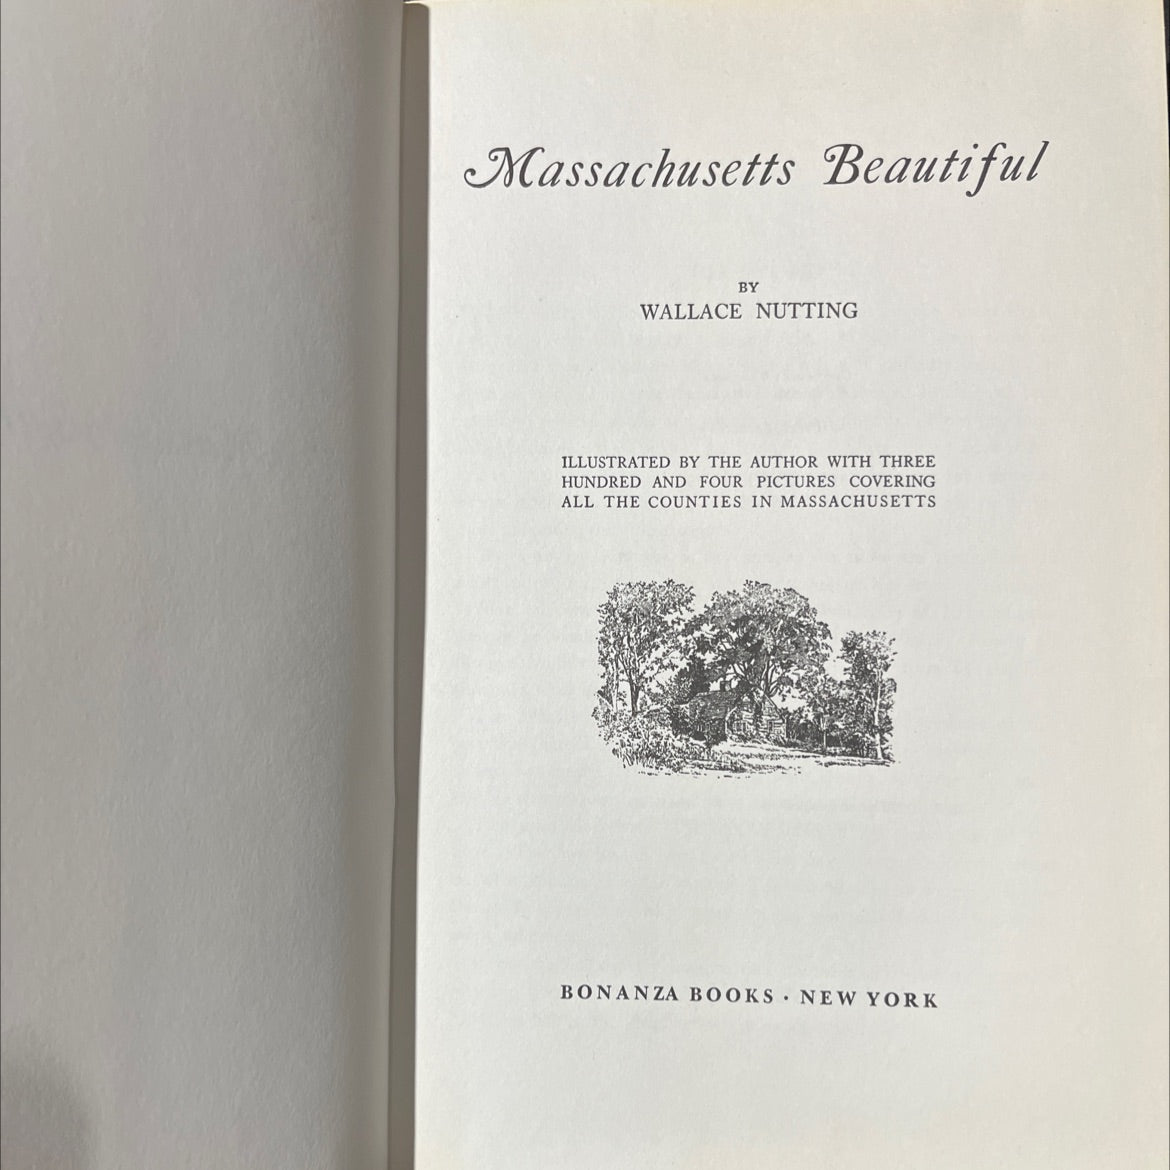 Massachusetts Beautiful
BY
WALLACE NUTTING
ILLUSTRATED BY THE AUTHOR WITH THREE
HUNDRED AND FOUR PICTURES COVERING
ALL THE COUNTIES IN MASSACHUSETTS
BONANZA BOOKS · NEW YORK